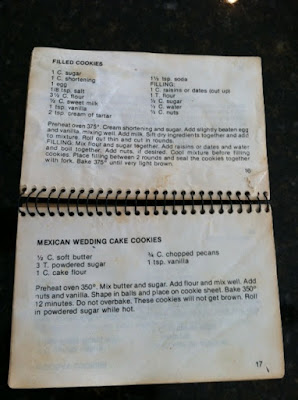 FILLED COOKIES
1 C. sugar
1 C. shortening
1 egg
1/8 tsp. salt
3½ C. flour
½ C. sweet milk
1 tsp. vanilla
2 tsp. cream of tartar
1½ tsp. soda
FILLING:
1 C. raisins or dates (cut up)
1 T. flour
½ C. sugar
½ C. water
½ C. nuts
Preheat oven 375°. Cream shortening and sugar. Add slightly beaten egg
and vanilla, mixing well. Add milk. Sift dry ingredients together and add
to mixture. Roll out thin and cut in rounds.
FILLING: Mix flour and sugar together. Add raisins or dates and water
and boil together. Add nuts, if desired. Cool mixture before filling
cookies. Place filling between 2 rounds and seal the cookies together
with fork. Bake 375° until very light brown.
MEXICAN WEDDING CAKE COOKIES
½ C. soft butter
3 T. powdered sugar
1 C. cake flour
¾ C. chopped pecans
1 tsp. vanilla
Preheat oven 350°. Mix butter and sugar. Add flour and mix well. Add
nuts and vanilla. Shape in balls and place on cookie sheet. Bake 350°
12 minutes. Do not overbake. These cookies will not get brown. Roll
in powdered sugar while hot.
17